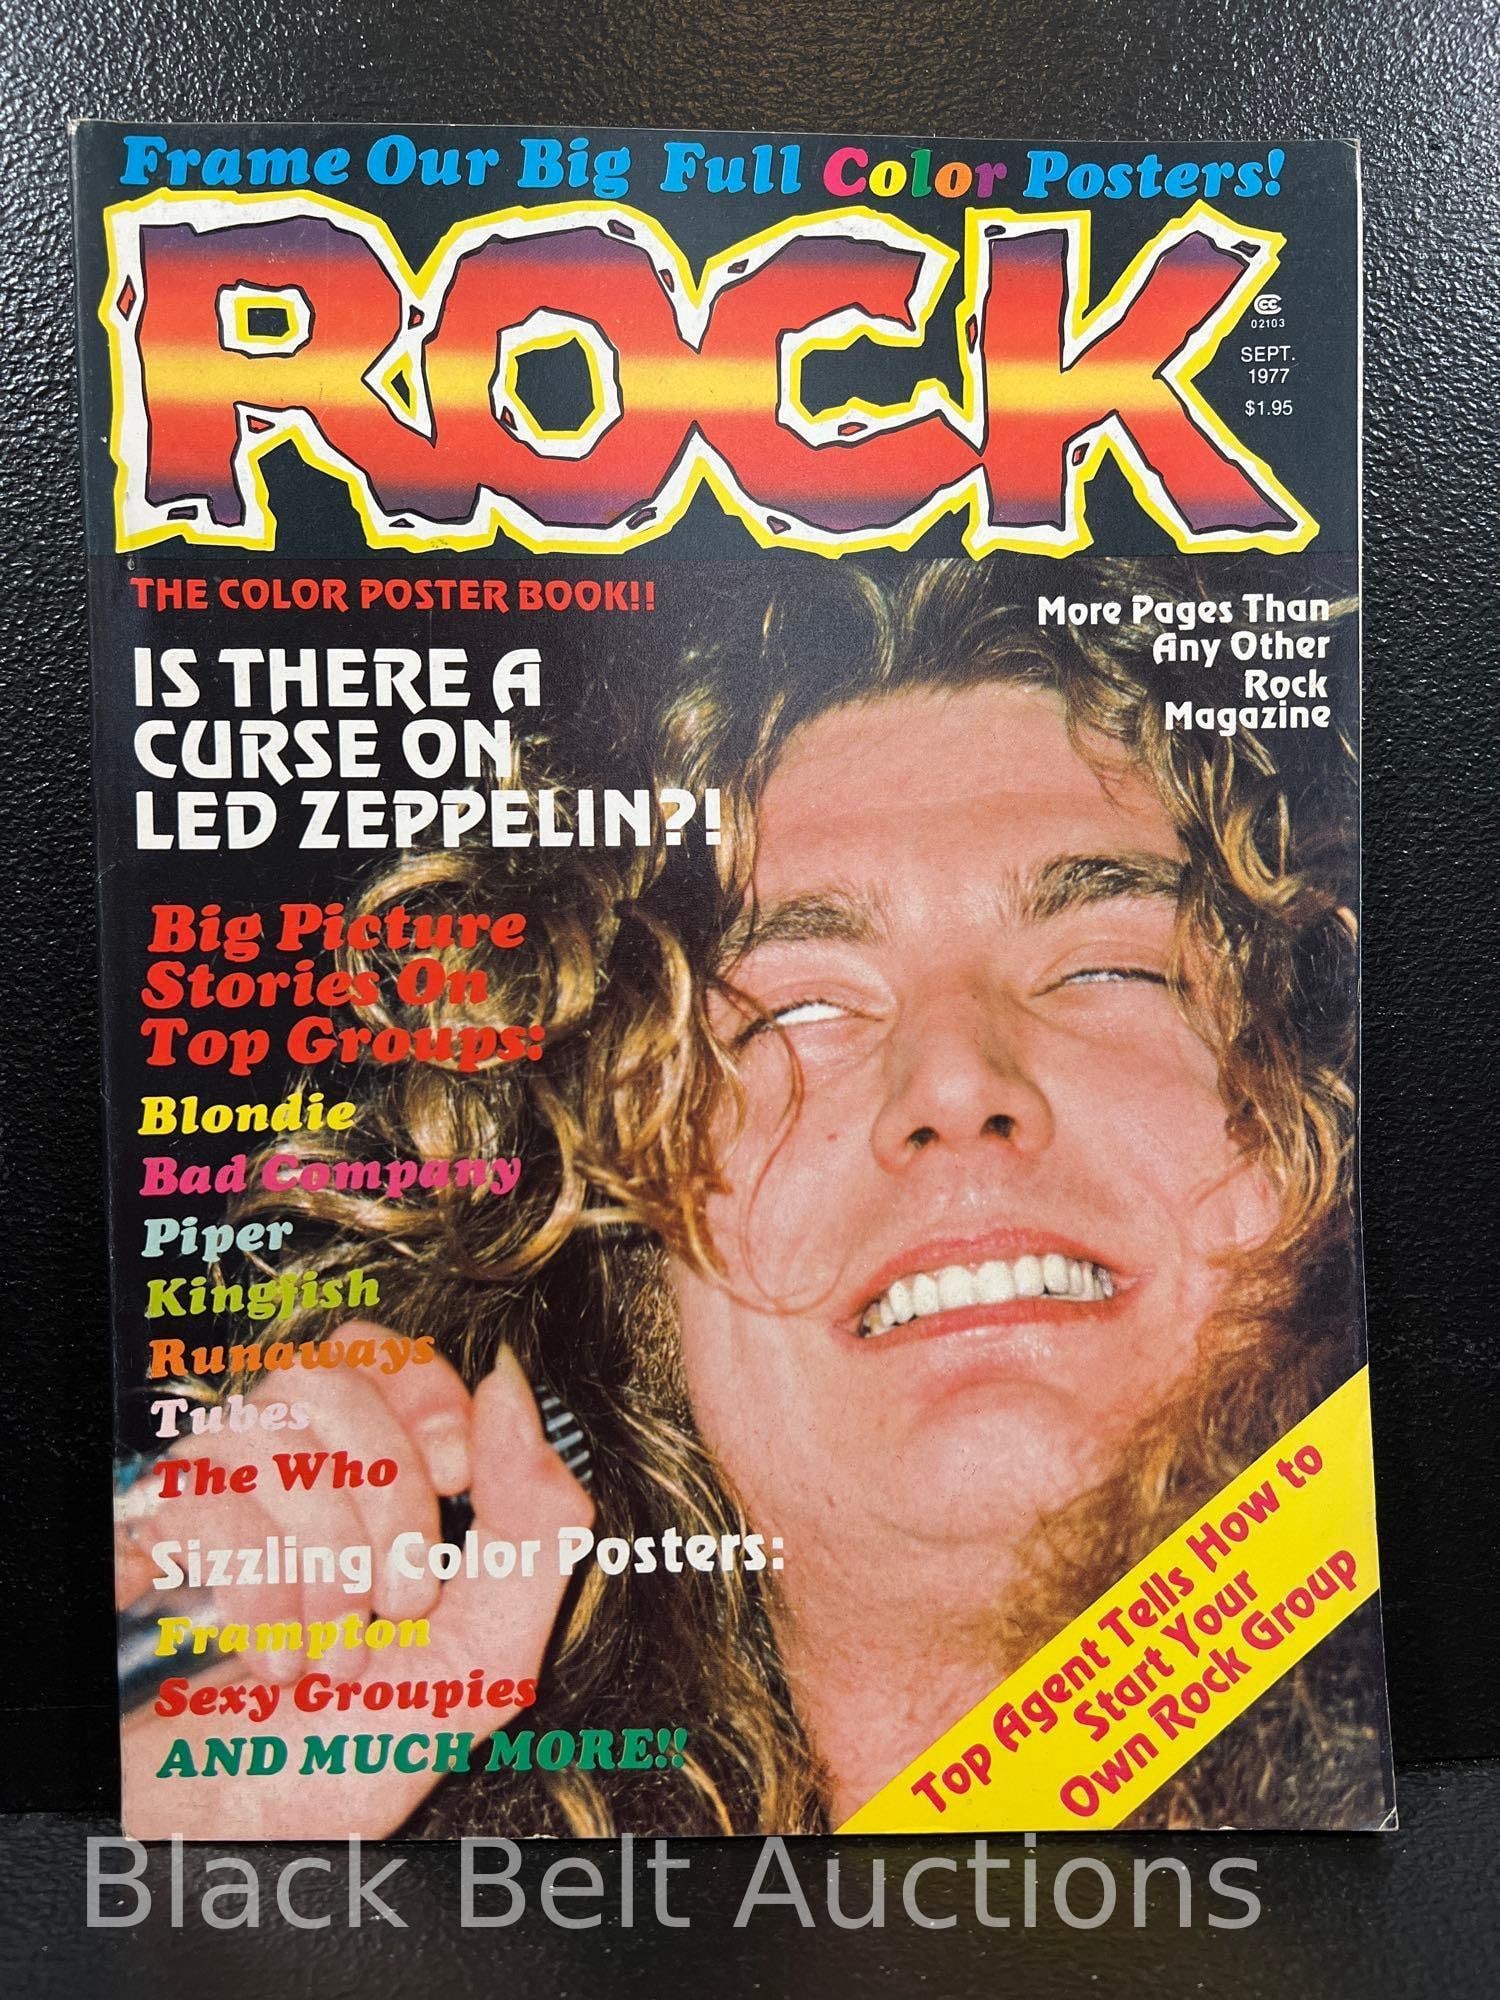 Frame Our Big Full Color Posters!
ROCK
CC
02103
SEPT.
1977
$1.95
THE COLOR POSTER BOOK!!
More Pages Than
Any Other
Rock
Magazine
IS THERE A
CURSE ON
LED ZEPPELIN?!
Big Picture
Stories On
Top Groups:
Blondie
Bad Company
Piper
Kingfish
Runaways
Tubes
The Who
Sizzling Color Posters:
Frampton
Sexy Groupies
AND MUCH MORE!!
Top Agent Tells How to
Start Your
Own Rock Group
Black Belt Auctions